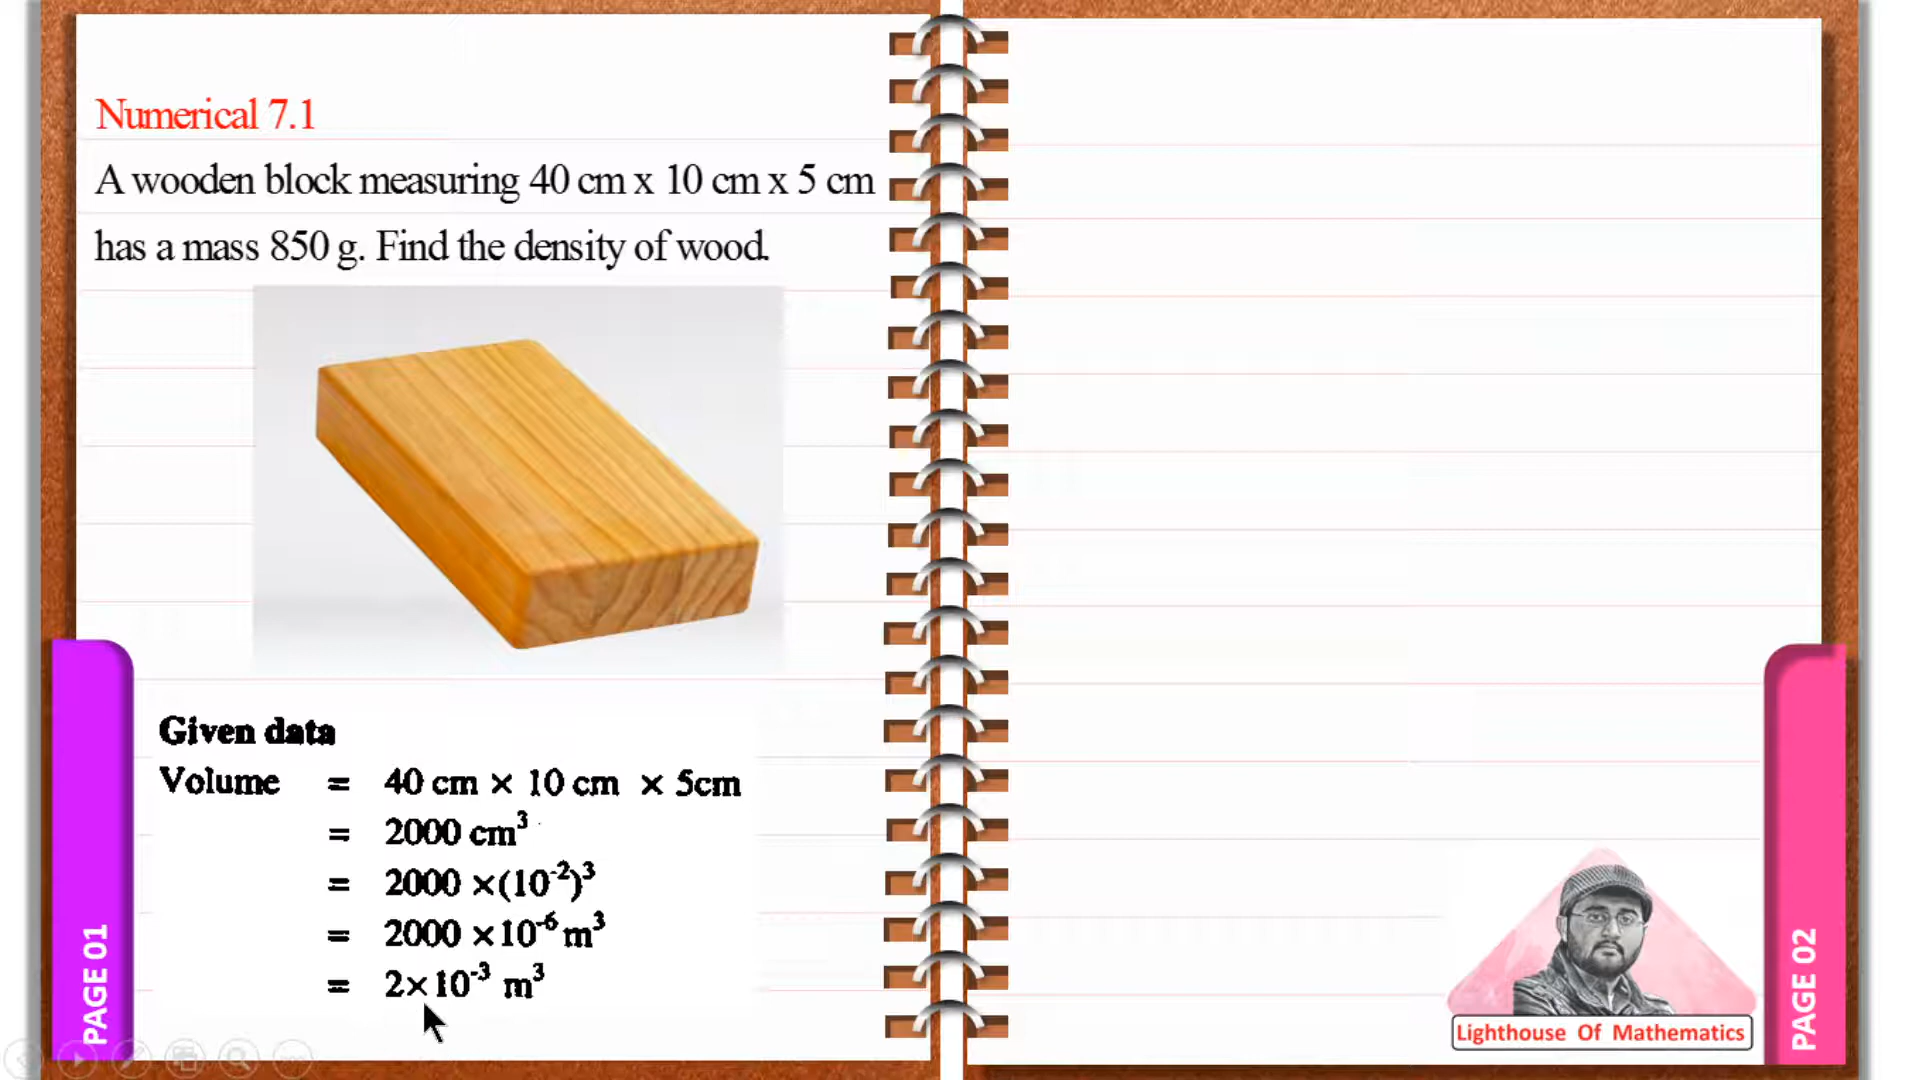 Numerical 7.1
A wooden block measuring 40 cm x 10 cm x 5 cm
has a mass 850 g. Find the density of wood.
Given data
Volume = 40 cm × 10 cm × 5cm
= 2000 cm³
= 2000 ×(10⁻²)³
= 2000 ×10⁻⁶ m³
= 2×10⁻³ m³
PAGE 01
Lighthouse Of Mathematics
PAGE 02